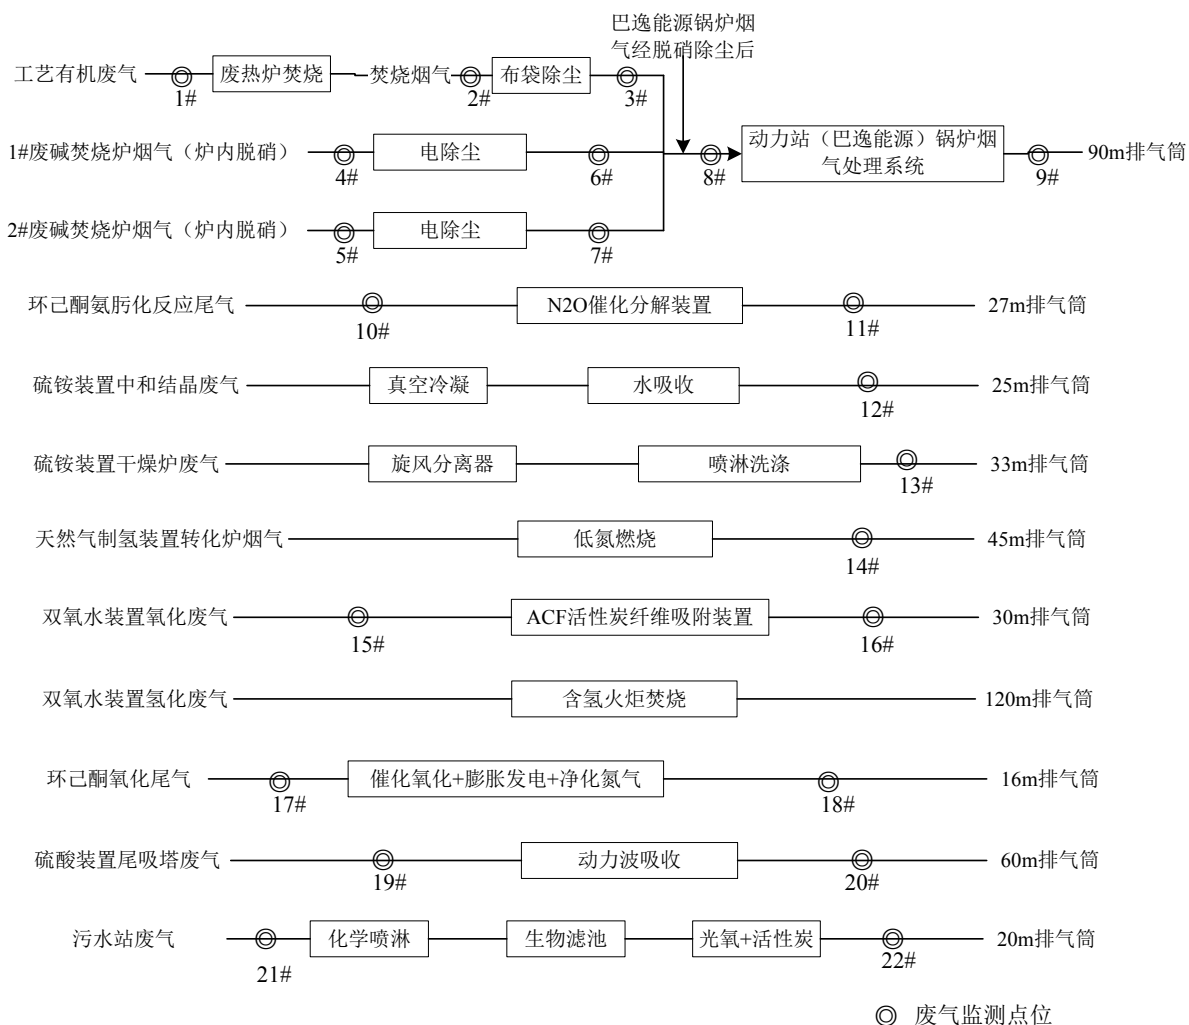 巴逸能源锅炉烟
气经脱硝除尘后
工艺有机废气
1#
废热炉焚烧
焚烧烟气
2#
布袋除尘
3#
1#废碱焚烧炉烟气（炉内脱硝）
4#
电除尘
6#
8#
动力站（巴逸能源）锅炉烟
气处理系统
9#
90m排气筒
2#废碱焚烧炉烟气（炉内脱硝）
5#
电除尘
7#
环己酮氨肟化反应尾气
10#
N2O催化分解装置
11#
27m排气筒
硫铵装置中和结晶废气
真空冷凝
水吸收
12#
25m排气筒
硫铵装置干燥炉废气
旋风分离器
喷淋洗涤
13#
33m排气筒
天然气制氢装置转化炉烟气
低氮燃烧
14#
45m排气筒
双氧水装置氧化废气
15#
ACF活性炭纤维吸附装置
16#
30m排气筒
双氧水装置氢化废气
含氢火炬焚烧
120m排气筒
环己酮氧化尾气
17#
催化氧化+膨胀发电+净化氮气
18#
16m排气筒
硫酸装置尾吸塔废气
19#
动力波吸收
20#
60m排气筒
污水站废气
21#
化学喷淋
生物滤池
光氧+活性炭
22#
20m排气筒
废气监测点位